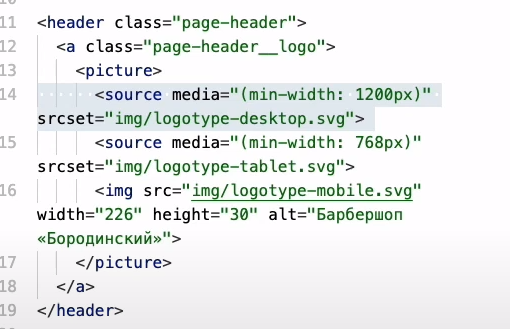 11 <header class="page-header">
12 <a class="page-header__logo">
13 <picture>
14 <source media="(min-width: 1200px)"
srcset="img/logotype-desktop.svg">
15 <source media="(min-width: 768px)"
srcset="img/logotype-tablet.svg">
16 <img src="img/logotype-mobile.svg"
width="226" height="30" alt="Барбершоп
«Бородинский»">
17 </picture>
18 </a>
19 </header>